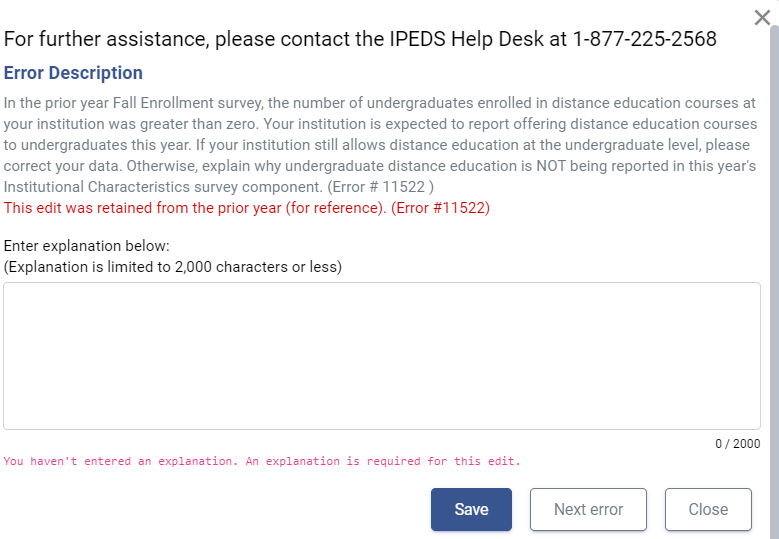 For further assistance, please contact the IPEDS Help Desk at 1-877-225-2568
Error Description
In the prior year Fall Enrollment survey, the number of undergraduates enrolled in distance education courses at
your institution was greater than zero. Your institution is expected to report offering distance education courses
to undergraduates this year. If your institution still allows distance education at the undergraduate level, please
correct your data. Otherwise, explain why undergraduate distance education is NOT being reported in this year's
Institutional Characteristics survey component. (Error # 11522 )
This edit was retained from the prior year (for reference). (Error #11522)
Enter explanation below:
(Explanation is limited to 2,000 characters or less)
0 / 2000
You haven't entered an explanation. An explanation is required for this edit.
Save Next error Close